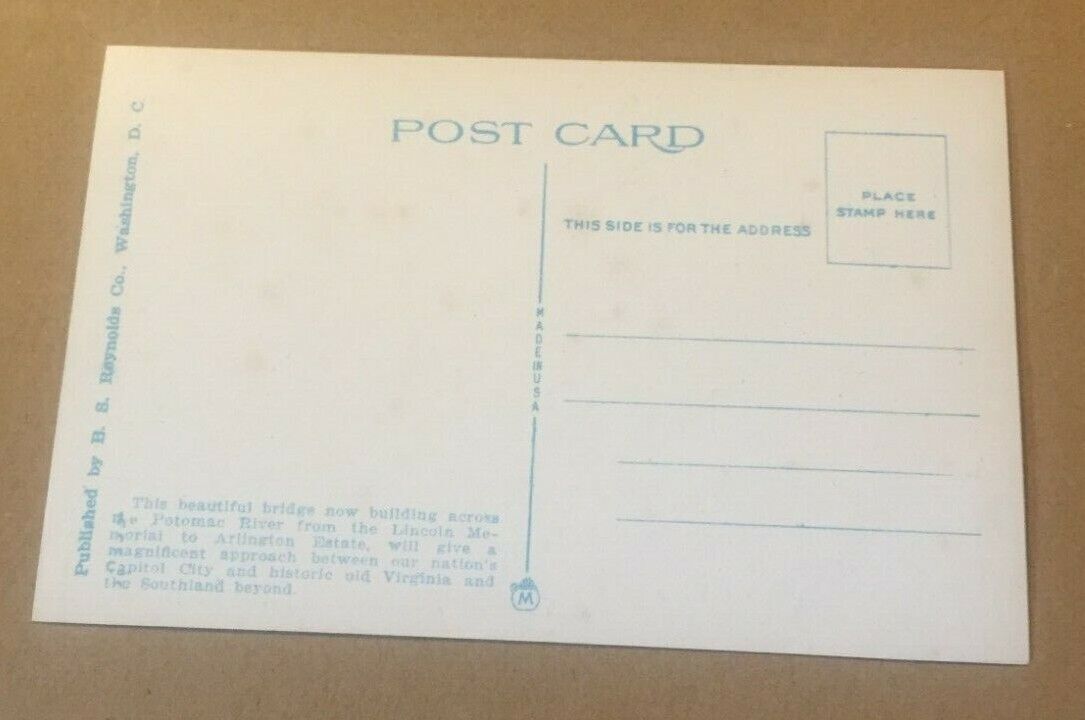 POST CARD
PLACE
STAMP HERE
THIS SIDE IS FOR THE ADDRESS
MADE IN USA
Published by B. S. Reynolds Co., Washington, D. C.
This beautiful bridge now building across
the Potomac River from the Lincoln Me-
morial to Arlington Estate, will give a
magnificent approach between our nation's
Capitol City and historic old Virginia and
the Southland beyond.
M